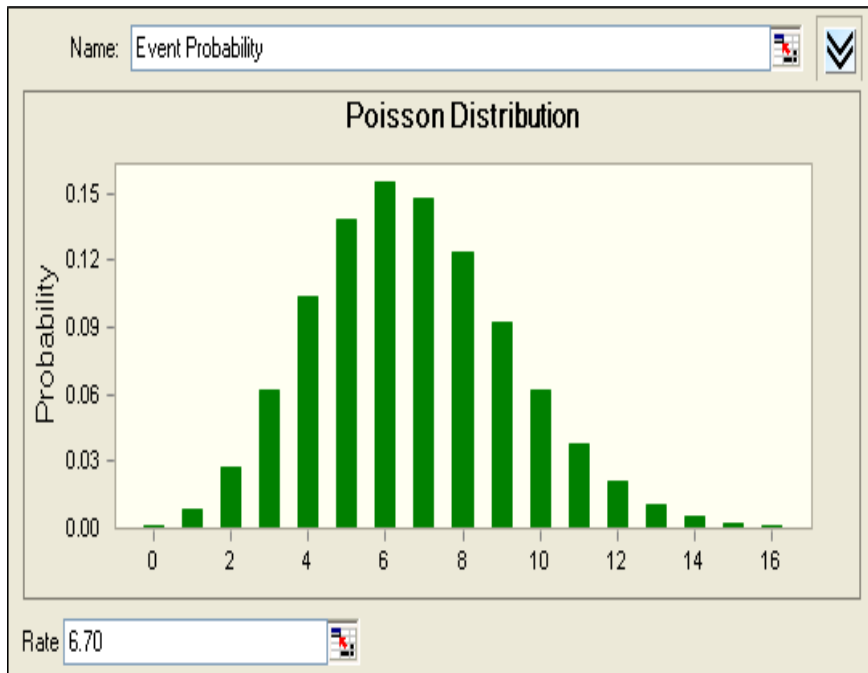 Name: Event Probability
Poisson Distribution
Probability
0.15
0.12
0.09
0.06
0.03
0.00
0 2 4 6 8 10 12 14 16
Rate 6.70